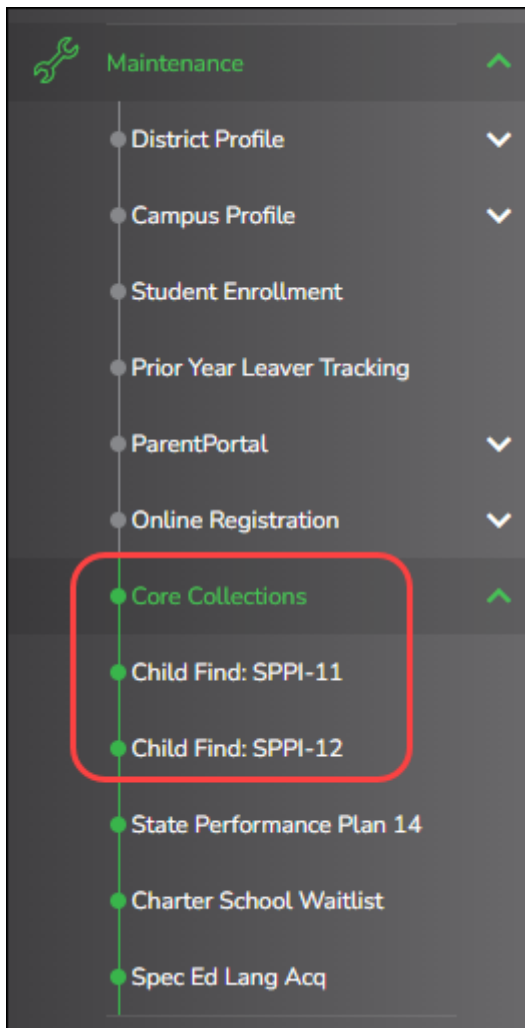 Maintenance
District Profile
Campus Profile
Student Enrollment
Prior Year Leaver Tracking
ParentPortal
Online Registration
Core Collections
Child Find: SPPI-11
Child Find: SPPI-12
State Performance Plan 14
Charter School Waitlist
Spec Ed Lang Acq